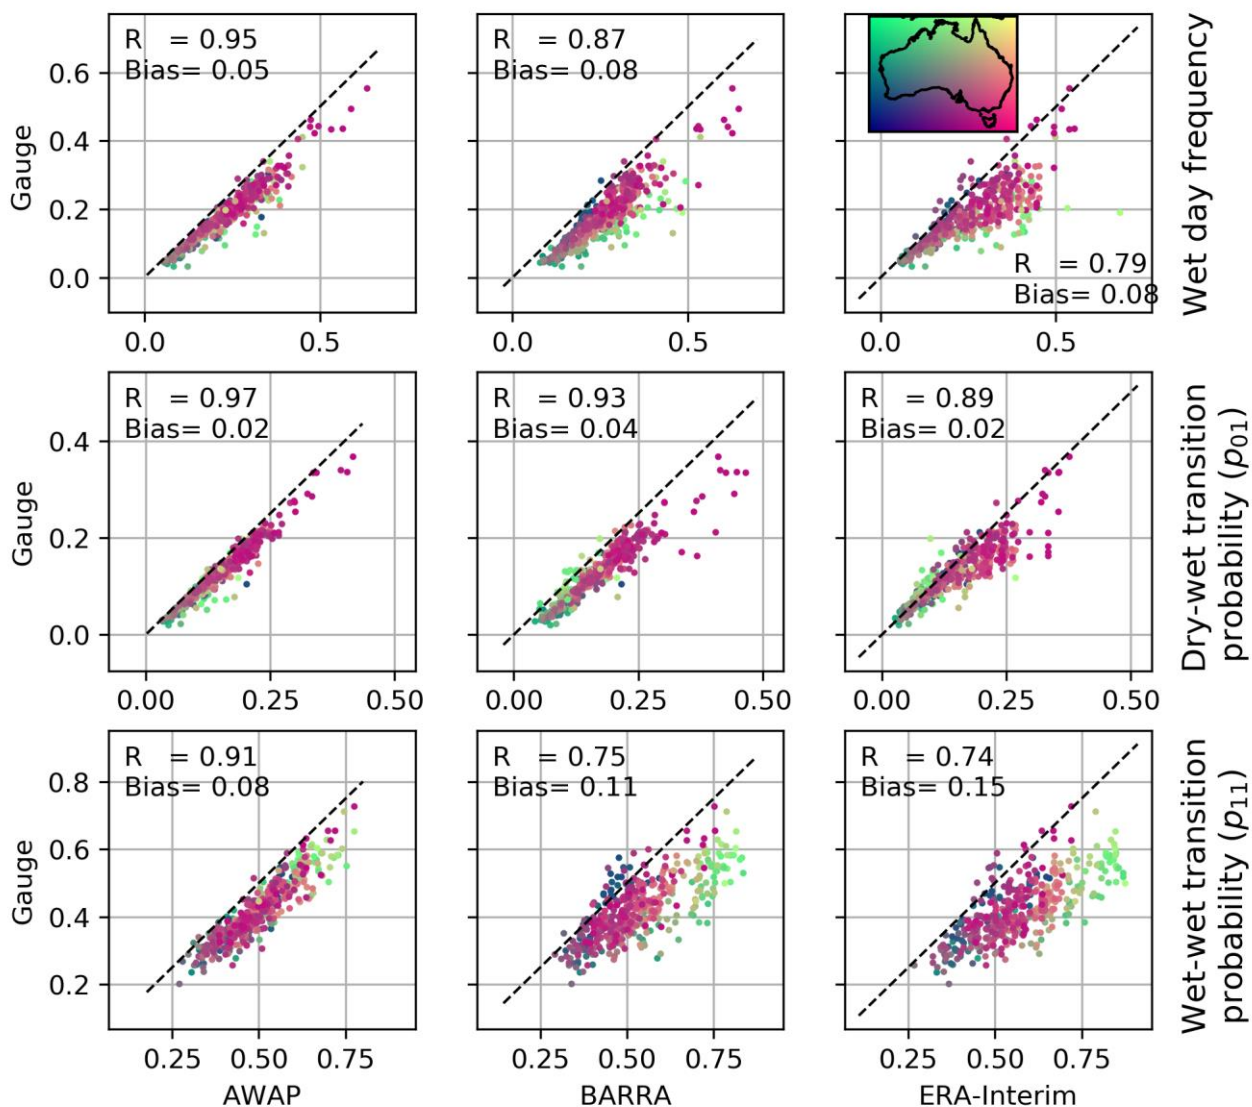 R = 0.95
Bias= 0.05
R = 0.87
Bias= 0.08
R = 0.79
Bias= 0.08
Gauge
0.6
0.4
0.2
0.0
0.0 0.5
0.0 0.5
0.0 0.5
Wet day frequency
R = 0.97
Bias= 0.02
R = 0.93
Bias= 0.04
R = 0.89
Bias= 0.02
Gauge
0.4
0.2
0.0
0.00 0.25 0.50
0.00 0.25 0.50
0.00 0.25 0.50
Dry-wet transition
probability (p01)
R = 0.91
Bias= 0.08
R = 0.75
Bias= 0.11
R = 0.74
Bias= 0.15
Gauge
0.8
0.6
0.4
0.2
0.25 0.50 0.75
0.25 0.50 0.75
0.25 0.50 0.75
Wet-wet transition
probability (p11)
AWAP
BARRA
ERA-Interim